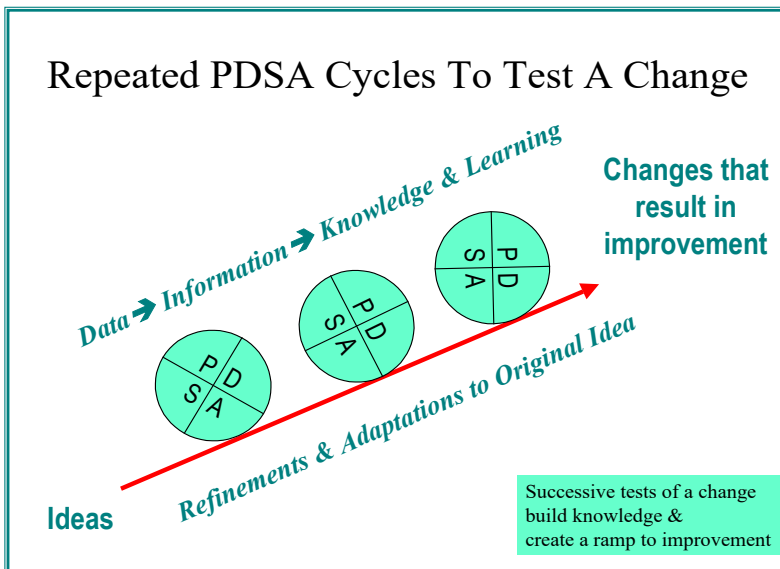 Repeated PDSA Cycles To Test A Change
Data → Information → Knowledge & Learning
Changes that
result in
improvement
P D
S A
P D
S A
P D
S A
Refinements & Adaptations to Original Idea
Ideas
Successive tests of a change
build knowledge &
create a ramp to improvement